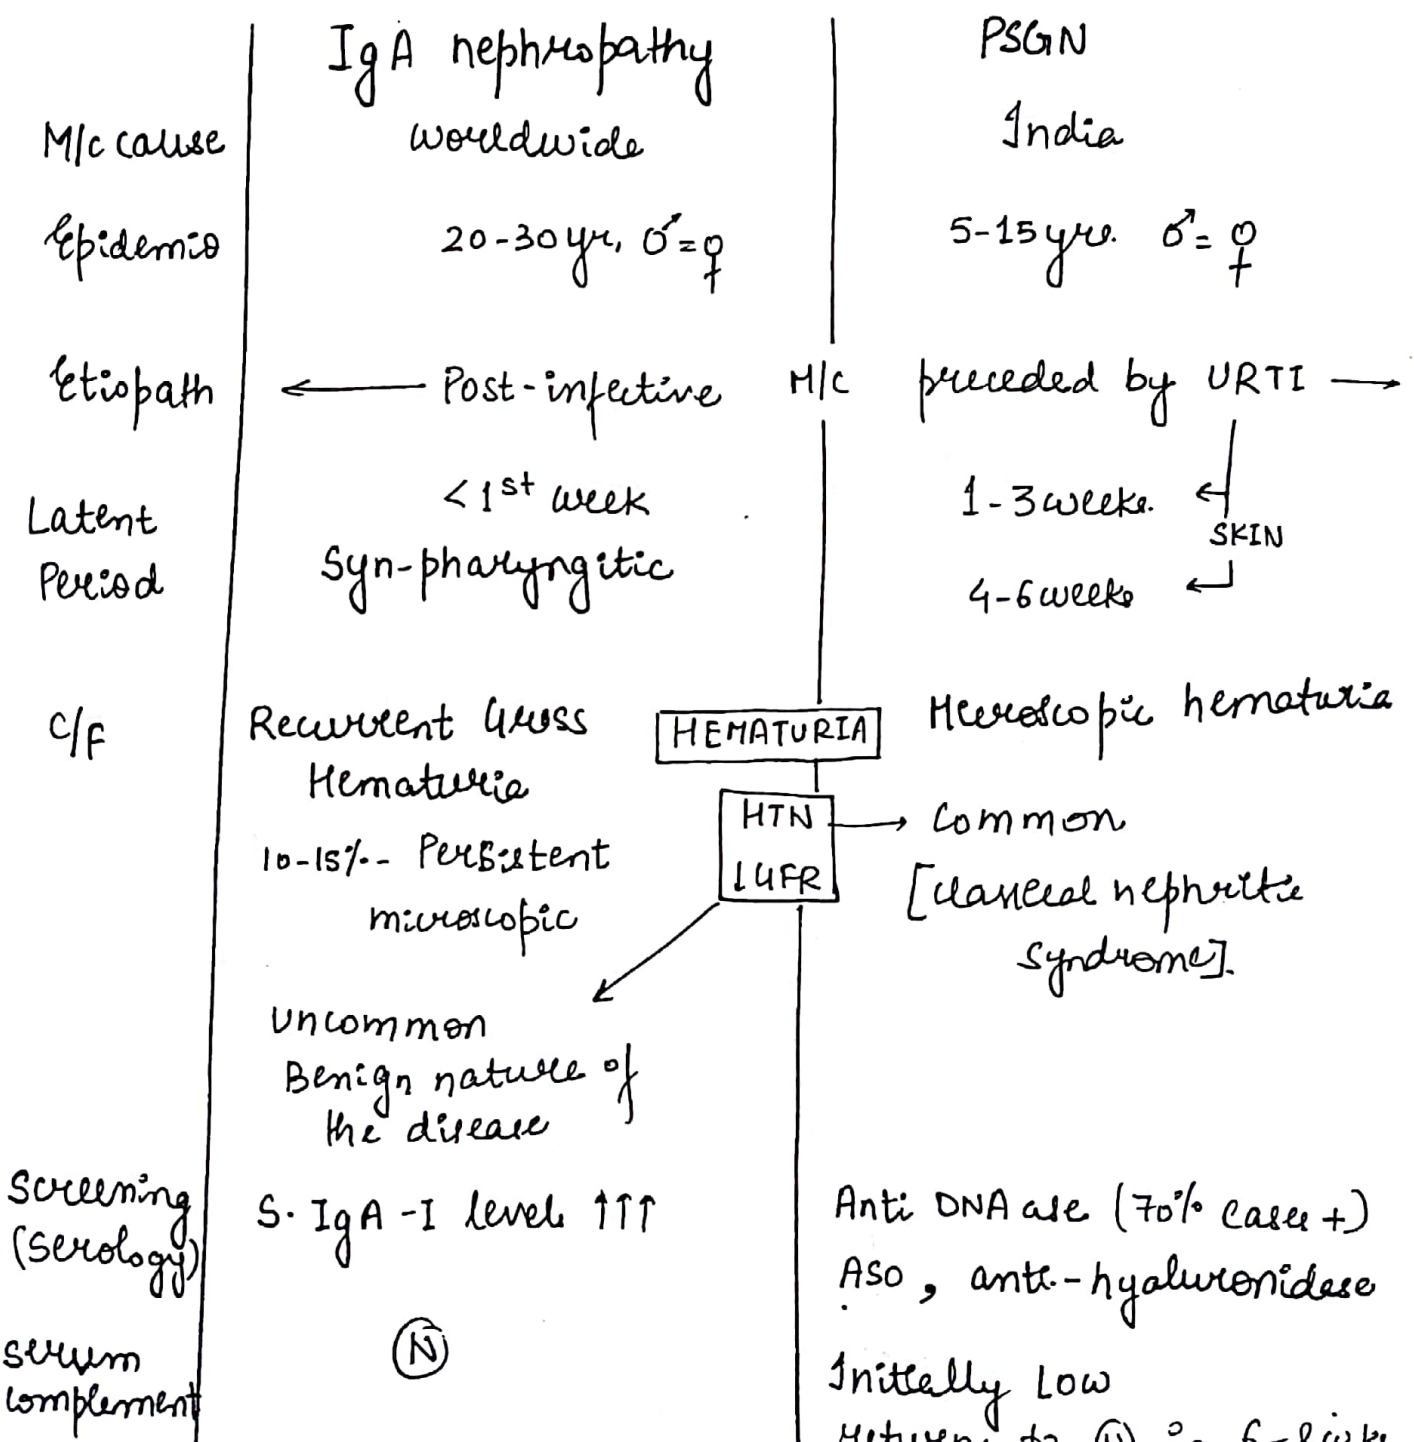 IgA nephropathy PSGN
M/c cause worldwide India
Epidemio 20-30 yr, ♂=♀ 5-15 yrs. ♂=♀
Etiopath ← Post-infective M/C preceded by URTI →
Latent Period <1st week 1-3 weeks. ←
SKIN
Syn-pharyngitic 4-6 weeks ←
C/F Recurrent Gross Hematuria HEMATURIA Microscopic hematuria
10-15% - Persistent microscopic
HTN → Common
↓GFR [classical nephritic
syndrome].
uncommon
Benign nature of
the disease
Screening (Serology) S. IgA-I level ↑↑↑ Anti DNAase (70% cases +)
ASO, anti-hyaluronidase
serum complement Ⓝ Initially Low
Ⓝ